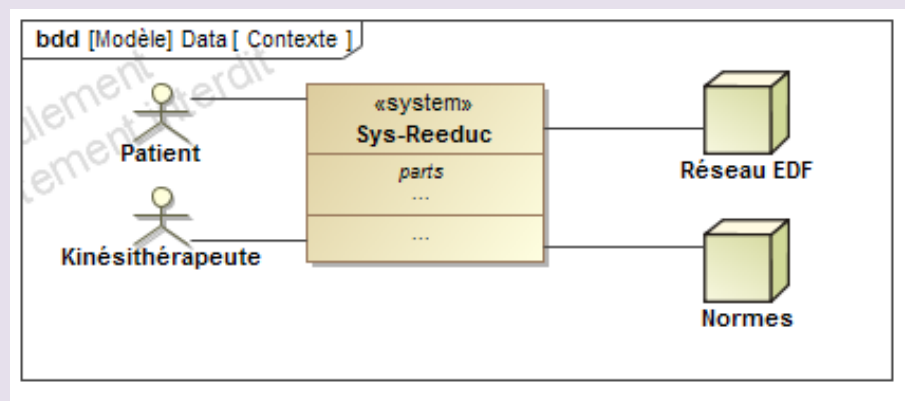 bdd [Modèle] Data [ Contexte ]
Patient
Kinésithérapeute
«system»
Sys-Reeduc
parts
...
...
Réseau EDF
Normes